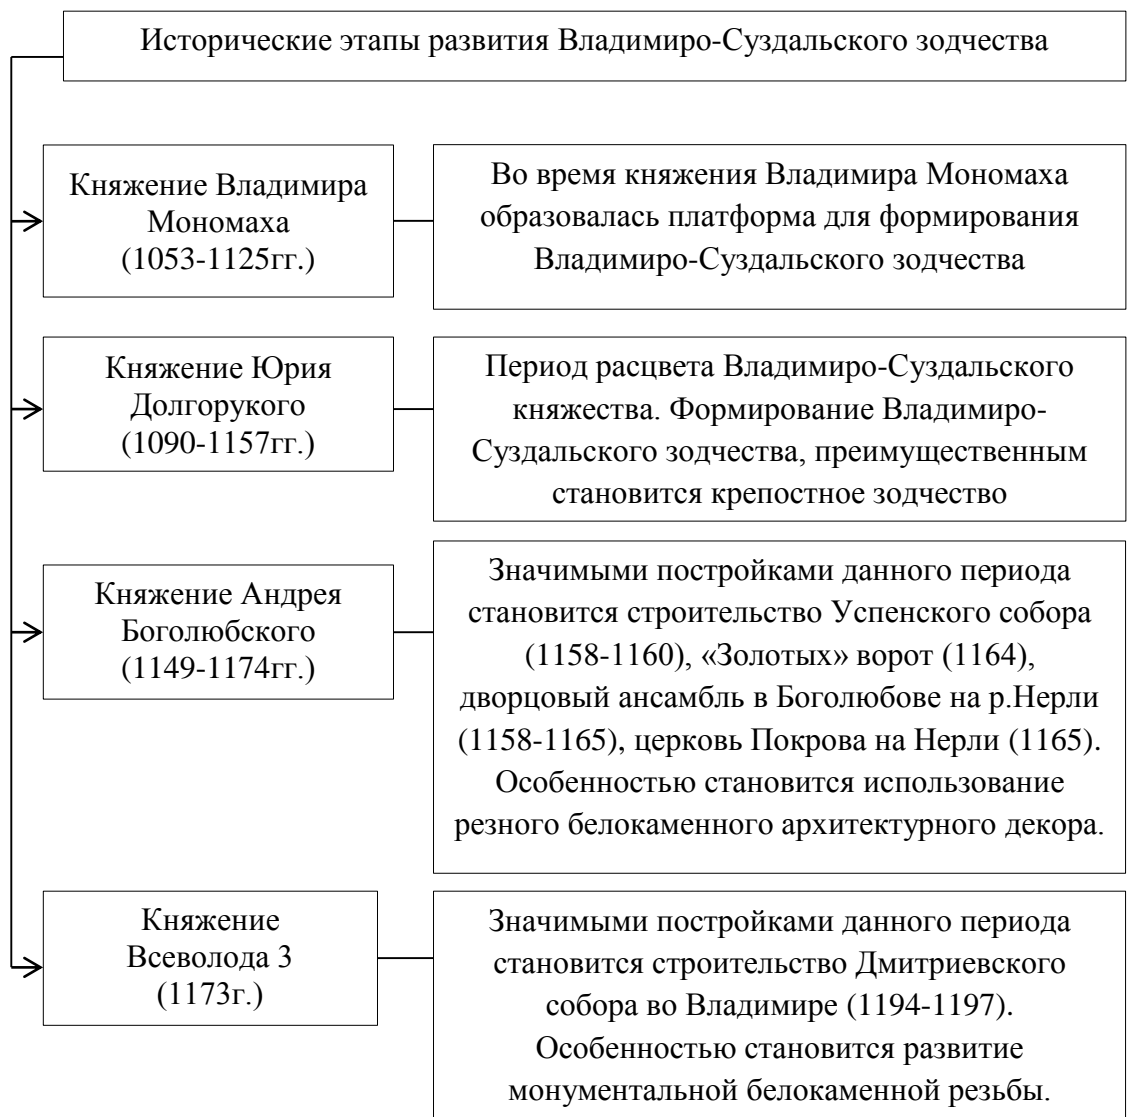 Исторические этапы развития Владимиро-Суздальского зодчества
Княжение Владимира
Мономаха
(1053-1125гг.)
Во время княжения Владимира Мономаха
образовалась платформа для формирования
Владимиро-Суздальского зодчества
Княжение Юрия
Долгорукого
(1090-1157гг.)
Период расцвета Владимиро-Суздальского
княжества. Формирование Владимиро-
Суздальского зодчества, преимущественным
становится крепостное зодчество
Княжение Андрея
Боголюбского
(1149-1174гг.)
Значимыми постройками данного периода
становится строительство Успенского собора
(1158-1160), «Золотых» ворот (1164),
дворцовый ансамбль в Боголюбове на р.Нерли
(1158-1165), церковь Покрова на Нерли (1165).
Особенностью становится использование
резного белокаменного архитектурного декора.
Княжение
Всеволода 3
(1173г.)
Значимыми постройками данного периода
становится строительство Дмитриевского
собора во Владимире (1194-1197).
Особенностью становится развитие
монументальной белокаменной резьбы.